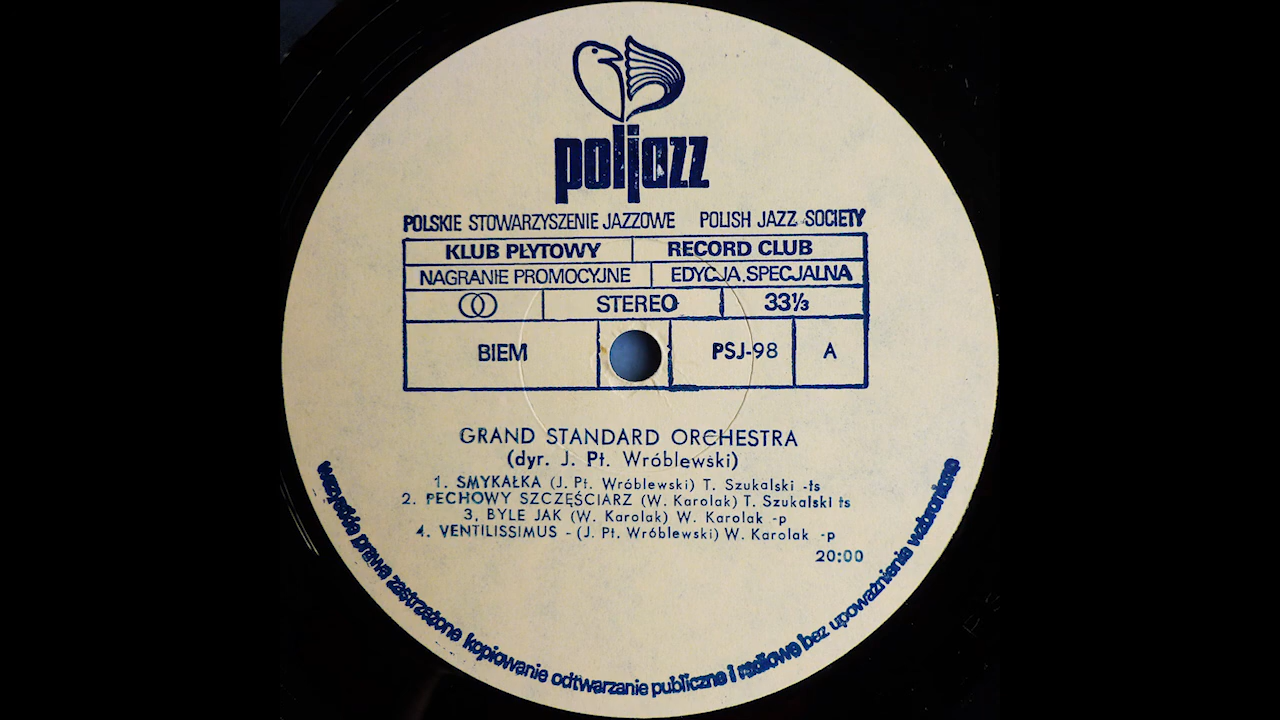 poljazz
POLSKIE STOWARZYSZENIE JAZZOWE POLISH JAZZ SOCIETY
KLUB PŁYTOWY RECORD CLUB
NAGRANIE PROMOCYJNE EDYCJA SPECJALNA
STEREO 33⅓
BIEM PSJ-98 A
GRAND STANDARD ORCHESTRA
(dyr. J. Pt. Wróblewski)
1. SMYKAŁKA (J. Pt. Wróblewski) T. Szukalski -ts
2. PECHOWY SZCZĘŚCIARZ (W. Karolak) T. Szukalski ts
3. BYLE JAK (W. Karolak) W. Karolak -p
4. VENTILISSIMUS - (J. Pt. Wróblewski) W. Karolak -p
20:00
wszystkie prawa zastrzeżone kopiowanie odtwarzanie publiczne i radiowe bez upoważnienia wzbronione